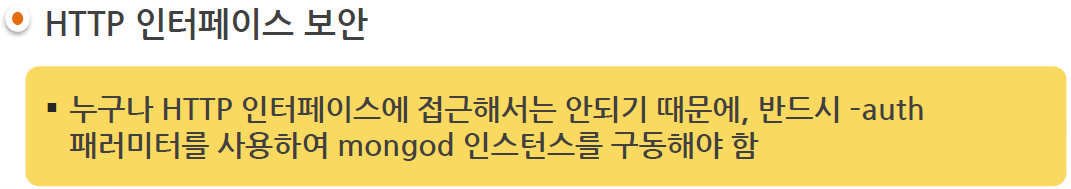 HTTP 인터페이스 보안
▪ 누구나 HTTP 인터페이스에 접근해서는 안되기 때문에, 반드시 -auth
패러미터를 사용하여 mongod 인스턴스를 구동해야 함